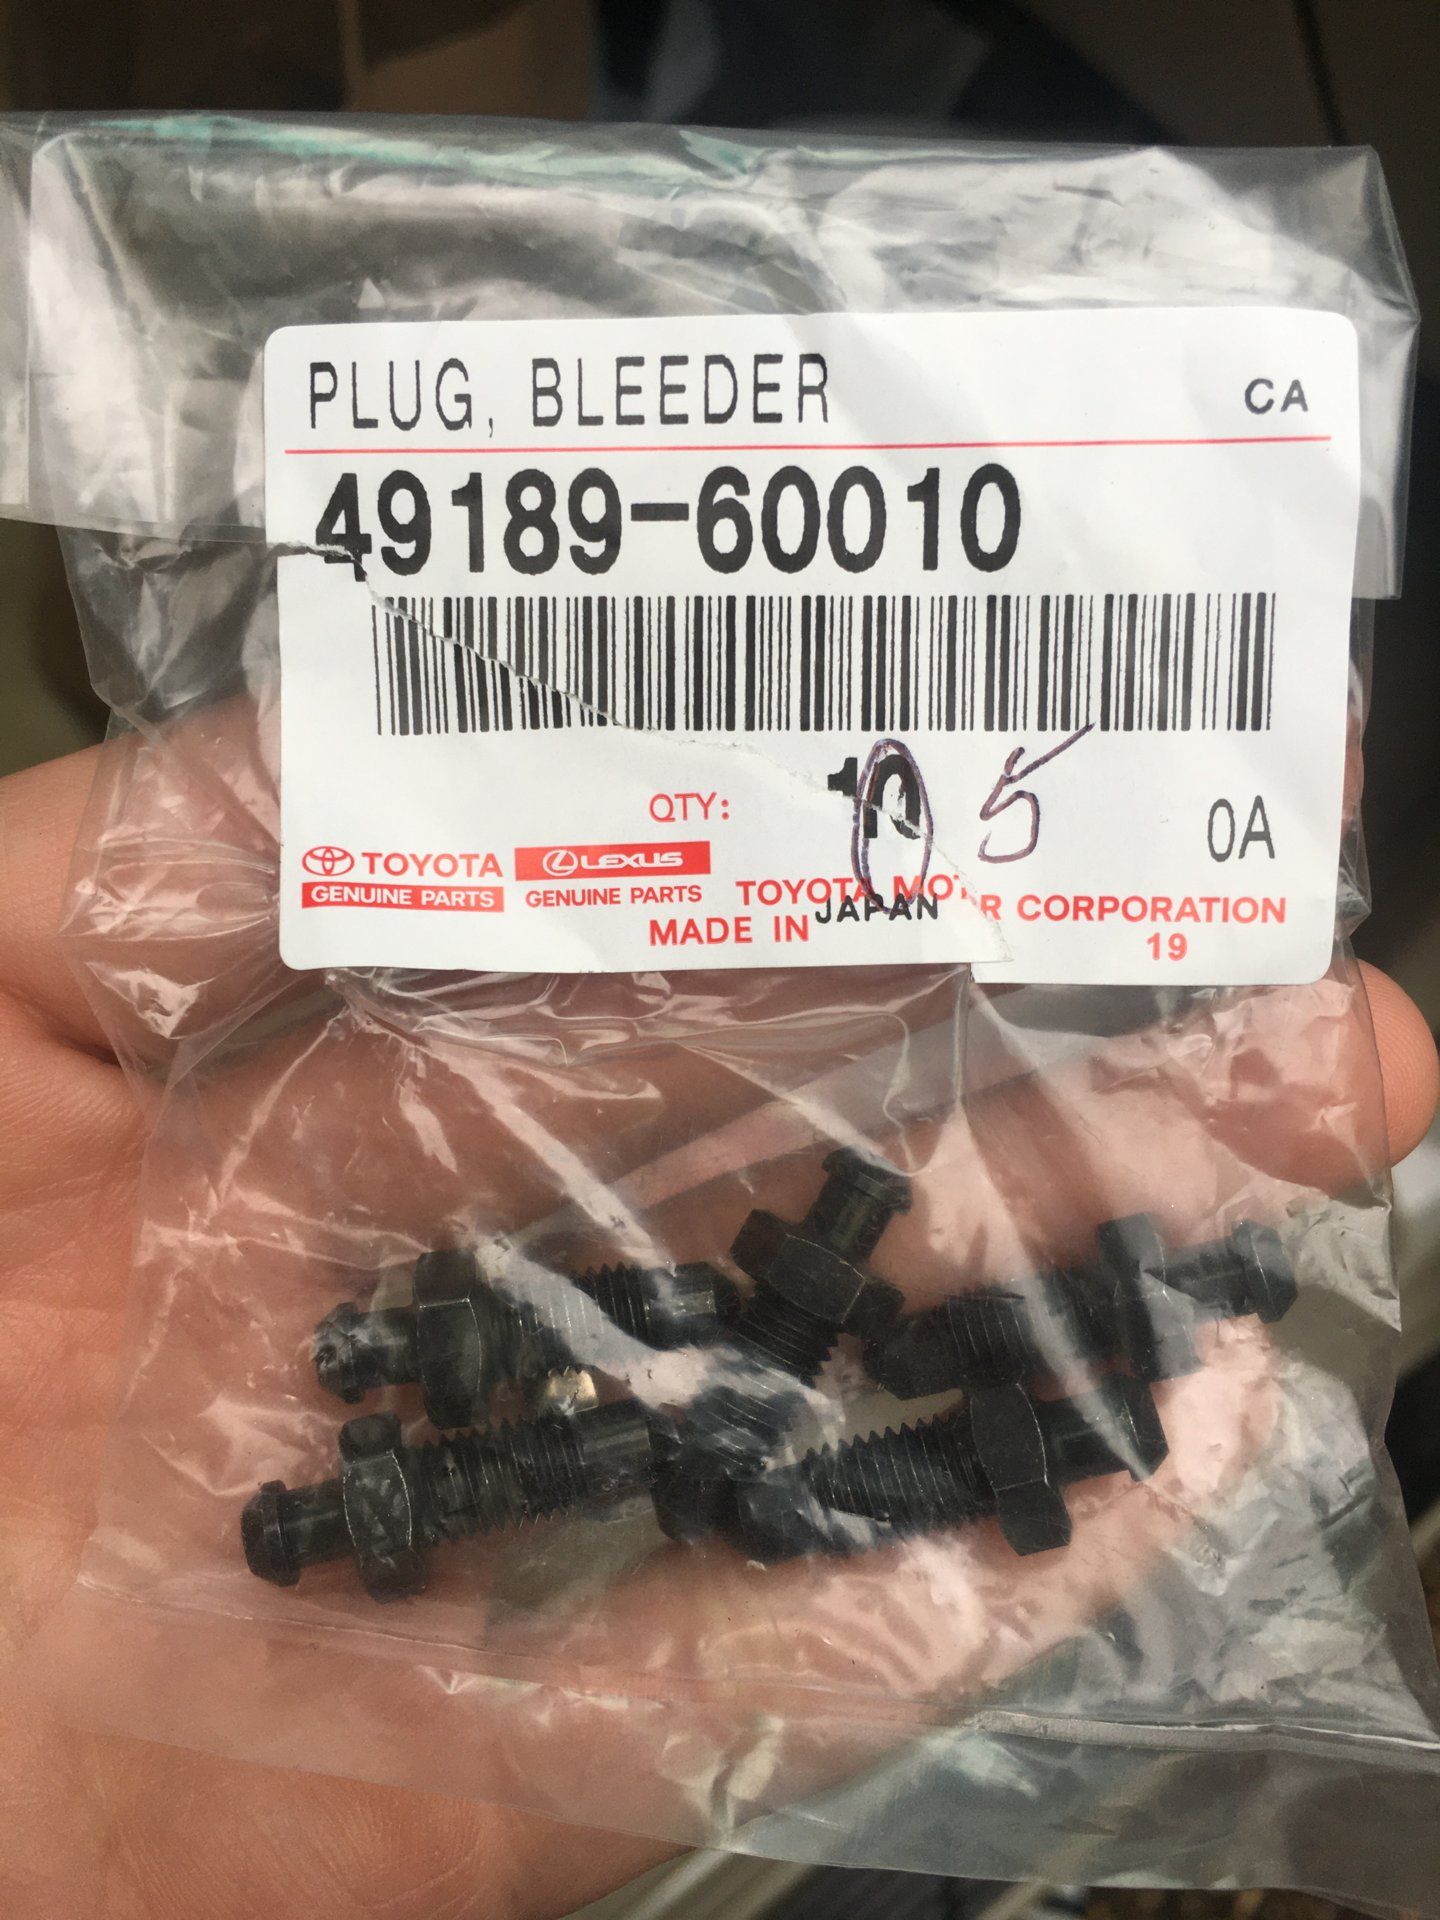 PLUG, BLEEDER CA
49189-60010
QTY: 10 5 0A
TOYOTA LEXUS
GENUINE PARTS GENUINE PARTS TOYOTA MOTOR CORPORATION
MADE IN JAPAN 19